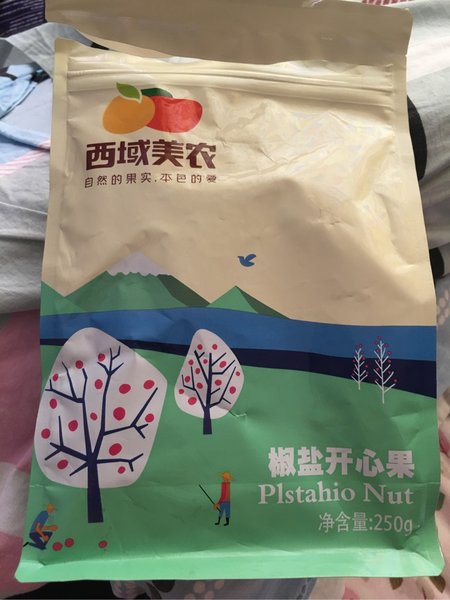 西域美农
自然的果实,本色的爱
椒盐开心果
Plstahio Nut
净含量:250g